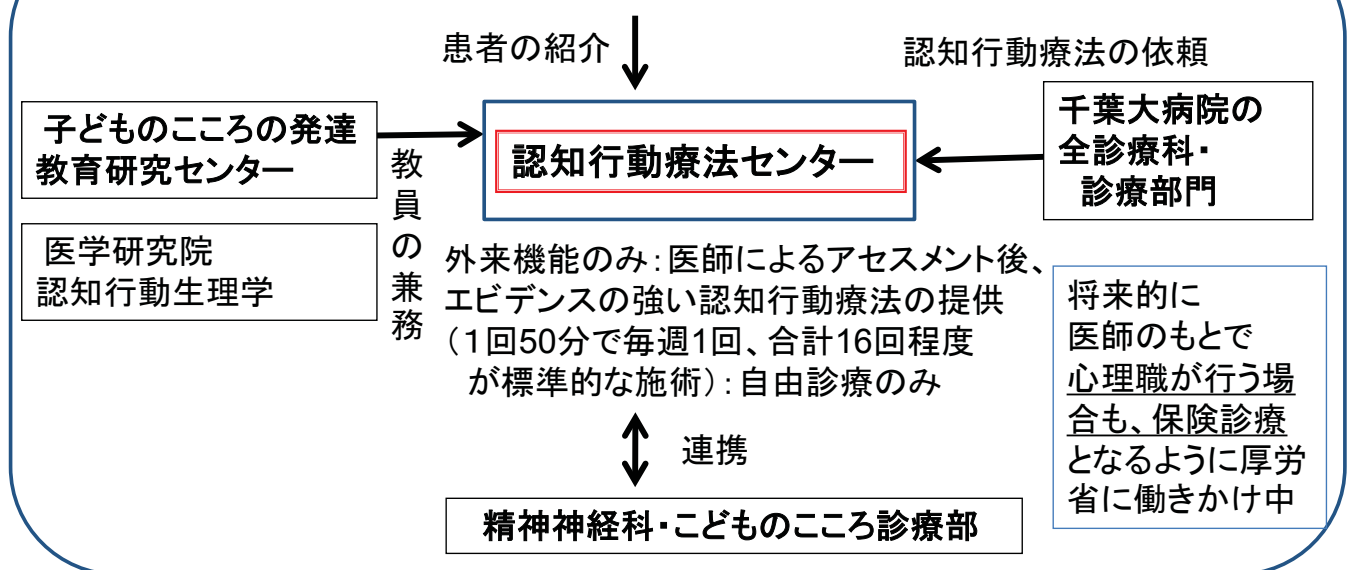 患者の紹介
認知行動療法の依頼
子どものこころの発達
教育研究センター
教員の兼務
認知行動療法センター
千葉大病院の
全診療科・
診療部門
医学研究院
認知行動生理学
外来機能のみ：医師によるアセスメント後、
エビデンスの強い認知行動療法の提供
（１回50分で毎週1回、合計16回程度
が標準的な施術）：自由診療のみ
将来的に
医師のもとで
心理職が行う場
合も、保険診療
となるように厚労
省に働きかけ中
連携
精神神経科・こどものこころ診療部